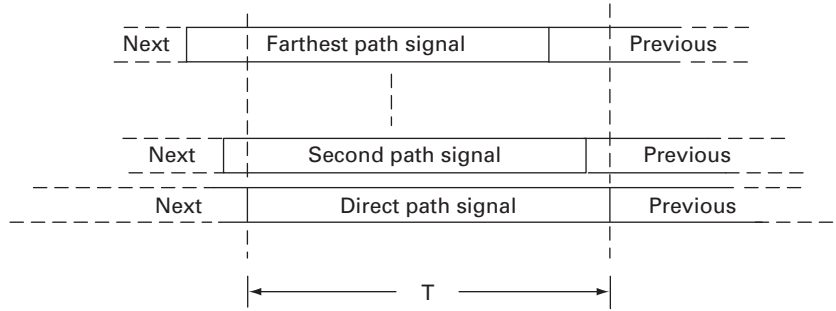 Next Farthest path signal Previous
Next Second path signal Previous
Next Direct path signal Previous
T